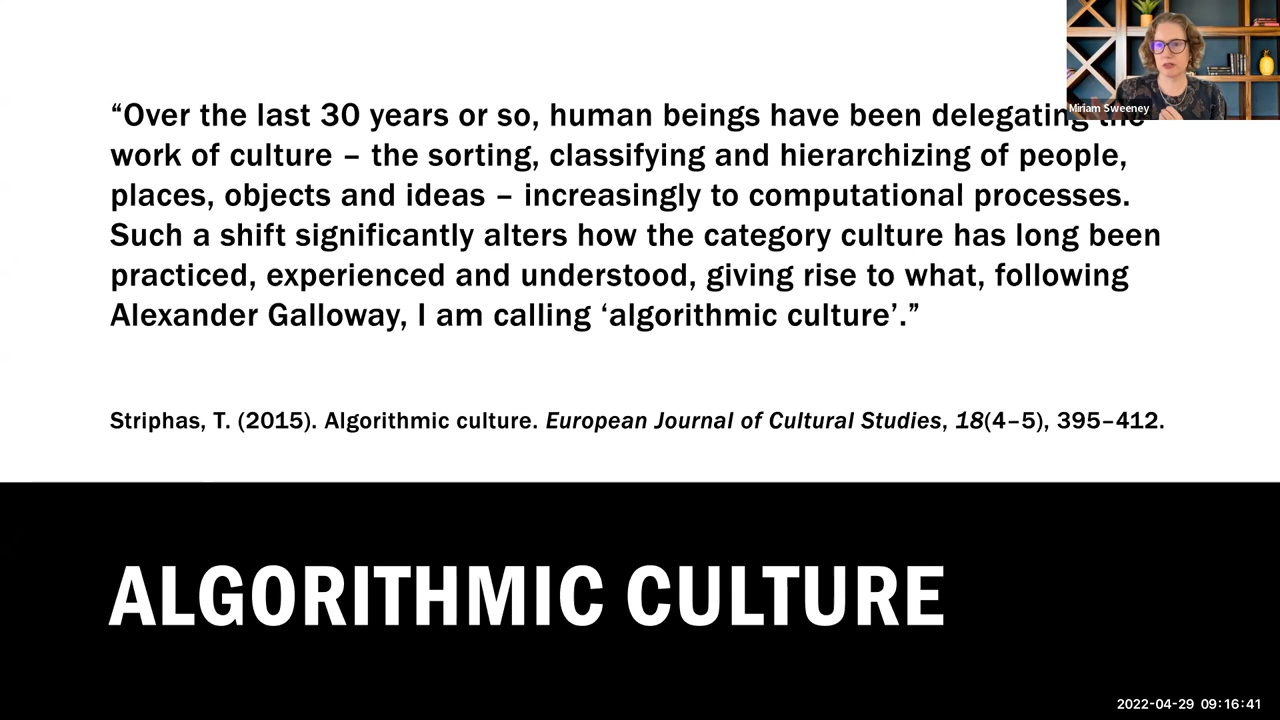 “Over the last 30 years or so, human beings have been delegating the
work of culture – the sorting, classifying and hierarchizing of people,
places, objects and ideas – increasingly to computational processes.
Such a shift significantly alters how the category culture has long been
practiced, experienced and understood, giving rise to what, following
Alexander Galloway, I am calling ‘algorithmic culture’.”
Striphas, T. (2015). Algorithmic culture. European Journal of Cultural Studies, 18(4–5), 395–412.
ALGORITHMIC CULTURE
Miriam Sweeney
2022-04-29 09:16:41